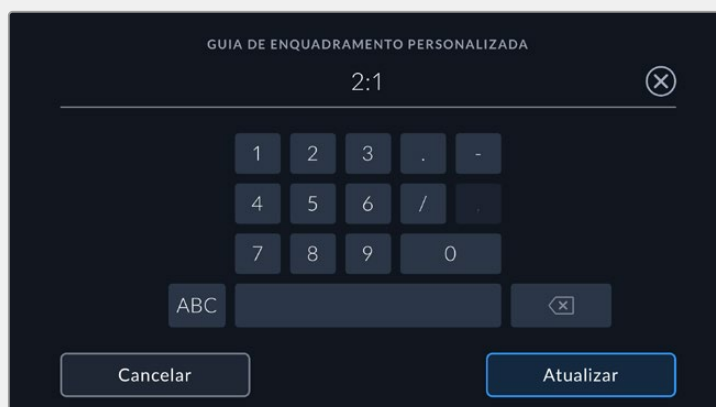 GUIA DE ENQUADRAMENTO PERSONALIZADA
2:1
1 2 3 . -
4 5 6 / .
7 8 9 0
ABC
Cancelar Atualizar